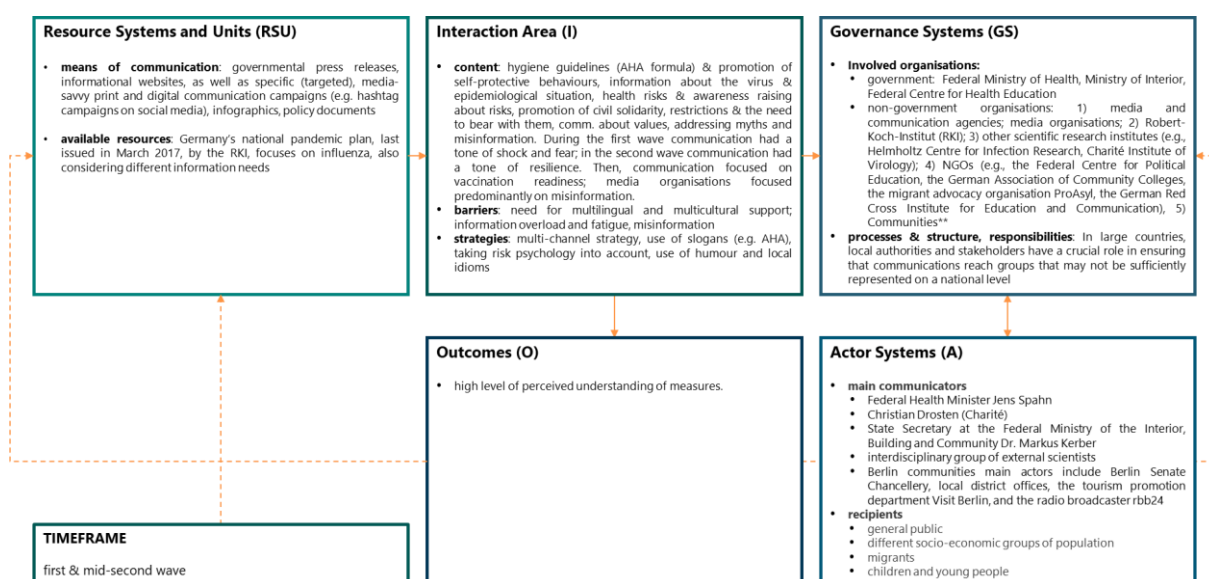 Resource Systems and Units (RSU)
• means of communication: governmental press releases,
informational websites, as well as specific (targeted), media-
savvy print and digital communication campaigns (e.g. hashtag
campaigns on social media), infographics, policy documents
• available resources: Germany's national pandemic plan, last
issued in March 2017, by the RKI, focuses on influenza, also
considering different information needs
Interaction Area (I)
• content: hygiene guidelines (AHA formula) & promotion of
self-protective behaviours, information about the virus &
epidemiological situation, health risks & awareness raising
about risks, promotion of civil solidarity, restrictions & the need
to bear with them, comm. about values, addressing myths and
misinformation. During the first wave communication had a
tone of shock and fear; in the second wave communication had
a tone of resilience. Then, communication focused on
vaccination readiness; media organisations focused
predominantly on misinformation.
• barriers: need for multilingual and multicultural support;
information overload and fatigue, misinformation
• strategies: multi-channel strategy, use of slogans (e.g. AHA),
taking risk psychology into account, use of humour and local
idioms
Governance Systems (GS)
• Involved organisations:
• government: Federal Ministry of Health, Ministry of Interior,
Federal Centre for Health Education
• non-government organisations: 1) media and
communication agencies; media organisations; 2) Robert-
Koch-Institut (RKI); 3) other scientific research institutes (e.g.,
Helmholtz Centre for Infection Research, Charité Institute of
Virology); 4) NGOs (e.g., the Federal Centre for Political
Education, the German Association of Community Colleges,
the migrant advocacy organisation ProAsyl, the German Red
Cross Institute for Education and Communication), 5)
Communities**
• processes & structure, responsibilities: In large countries,
local authorities and stakeholders have a crucial role in ensuring
that communications reach groups that may not be sufficiently
represented on a national level
Outcomes (O)
• high level of perceived understanding of measures.
Actor Systems (A)
• main communicators
• Federal Health Minister Jens Spahn
• Christian Drosten (Charité)
• State Secretary at the Federal Ministry of the Interior,
Building and Community Dr. Markus Kerber
• interdisciplinary group of external scientists
• Berlin communities main actors include Berlin Senate
Chancellery, local district offices, the tourism promotion
department Visit Berlin, and the radio broadcaster rbb24
• recipients
• general public
• different socio-economic groups of population
• migrants
• children and young people
TIMEFRAME
first & mid-second wave